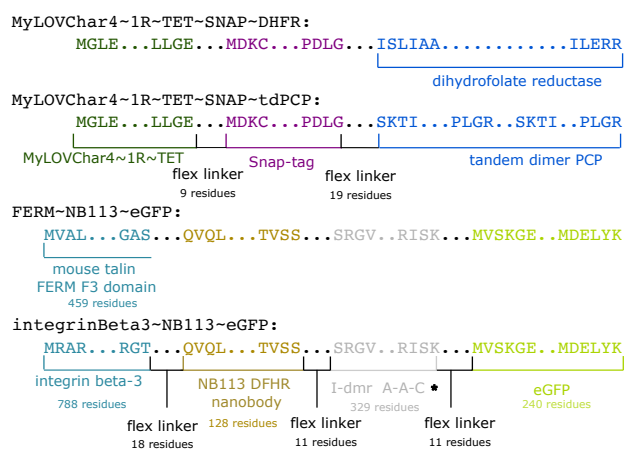 MyLOVChar4~1R~TET~SNAP~DHFR:
MGLE...LLGE...MDKC...PDLG...ISLIAA............ILERR
dihydrofolate reductase
MyLOVChar4~1R~TET~SNAP~tdPCP:
MGLE...LLGE...MDKC...PDLG...SKTI...PLGR..SKTI..PLGR
MyLOVChar4~1R~TET Snap-tag tandem dimer PCP
flex linker flex linker
9 residues 19 residues
FERM~NB113~eGFP:
MVAL...GAS...QVQL...TVSS...SRGV..RISK...MVSKGE..MDELYK
mouse talin
FERM F3 domain
459 residues
integrinBeta3~NB113~eGFP:
MRAR...RGT...QVQL...TVSS...SRGV..RISK...MVSKGE..MDELYK
integrin beta-3 NB113 DFHR I-dmr A-A-C * eGFP
nanobody
788 residues 128 residues 329 residues 240 residues
flex linker flex linker flex linker
18 residues 11 residues 11 residues